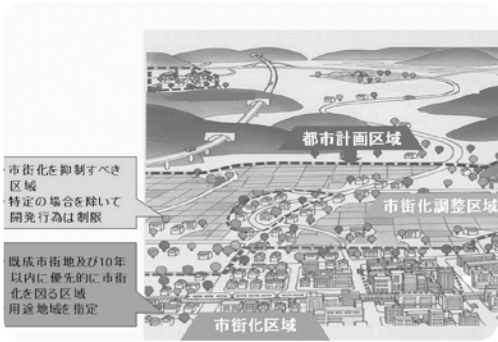 都市計画区域
・市街化を抑制すべき
区域
・特定の場合を除いて
開発行為は制限
市街化調整区域
・既成市街地及び10年
以内に優先的に市街
化を図る区域
・用途地域を指定
市街化区域